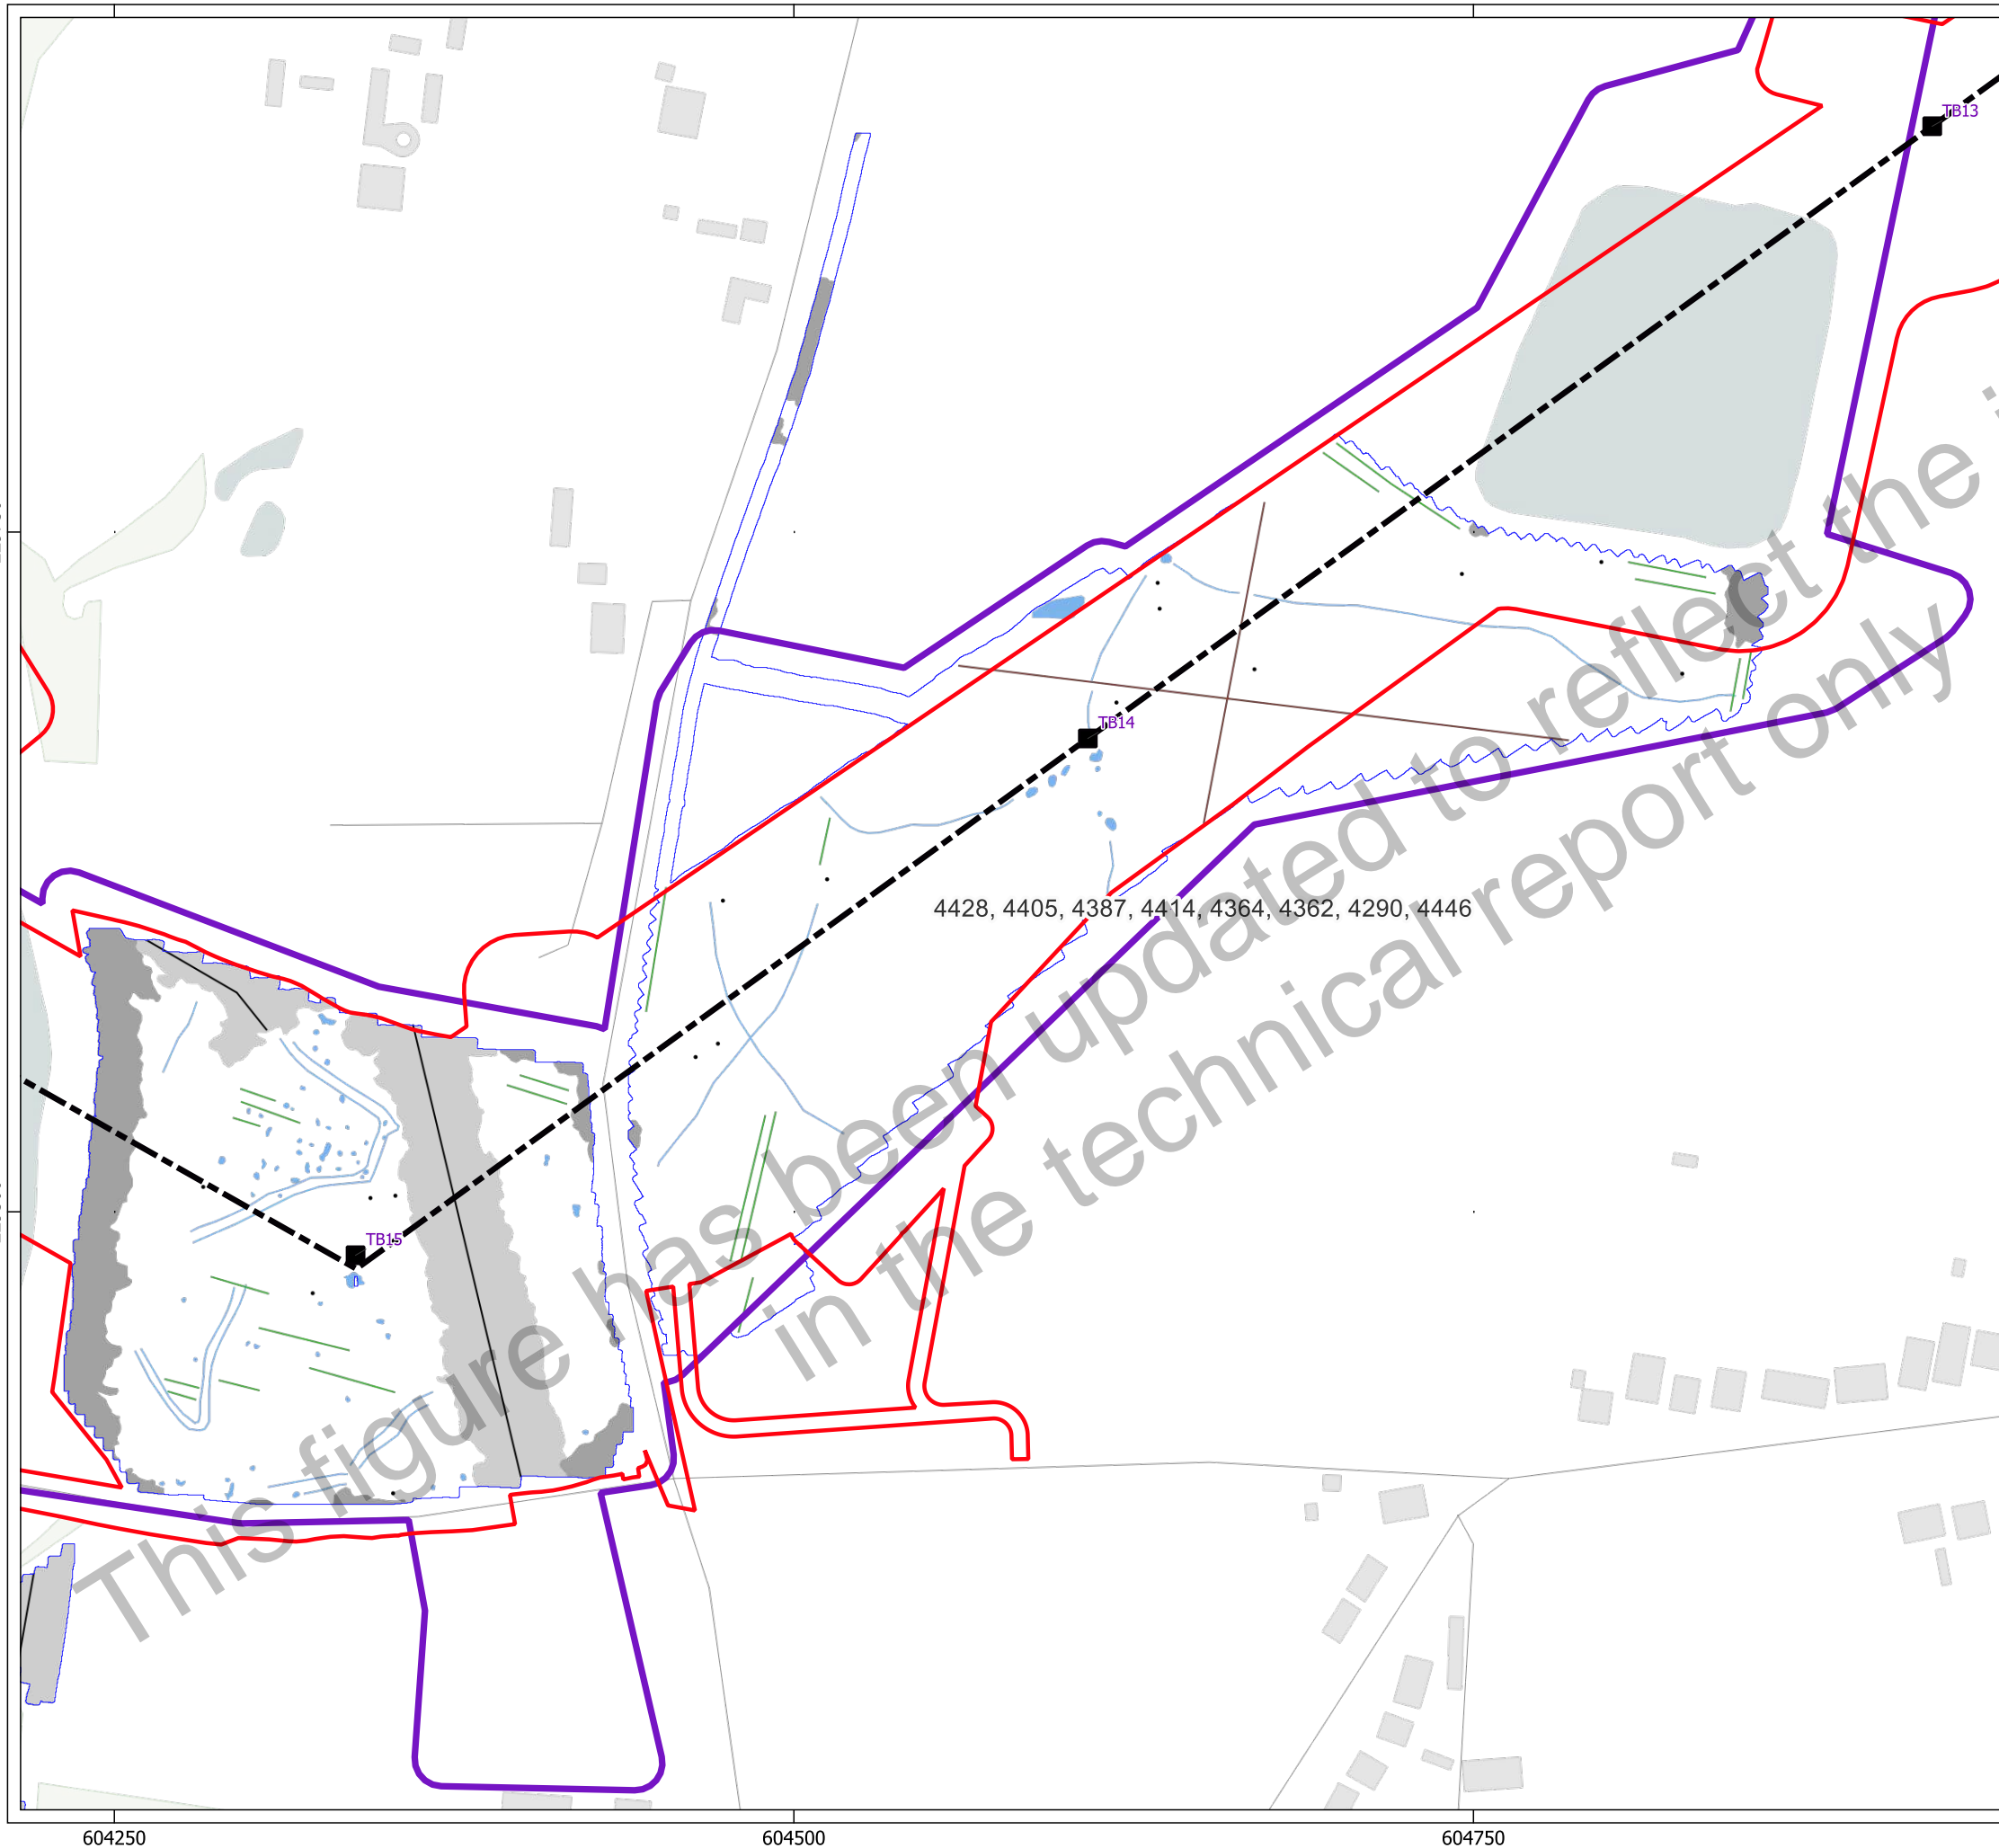 TB13
TB14
4428, 4405, 4387, 4414, 4364, 4362, 4290, 4446
TB15
This figure has been updated to reflect the
in the technical report only
604250
604500
604750